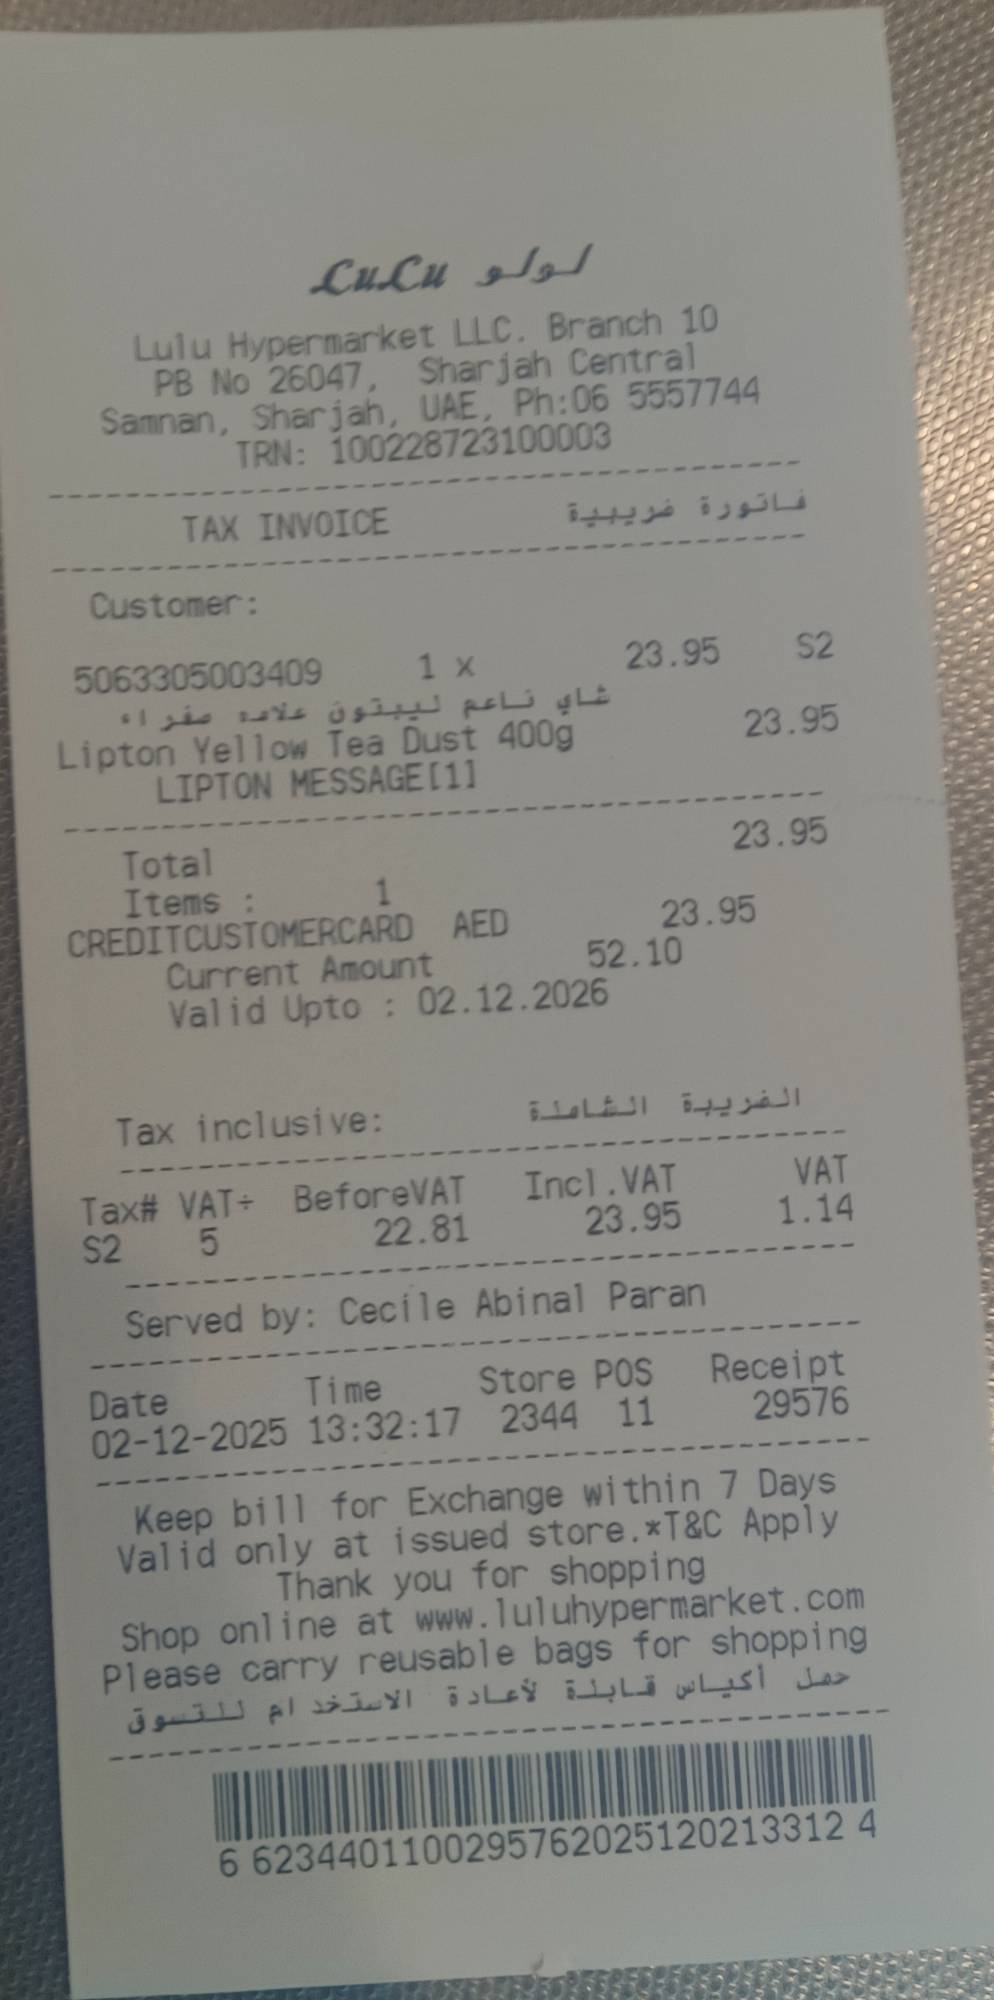 LuLu لولو
Lulu Hypermarket LLC. Branch 10
PB No 26047, Sharjah Central
Samnan, Sharjah, UAE, Ph:06 5557744
TRN: 100228723100003
TAX INVOICE فاتورة ضريبية
Customer:
5063305003409 1 x 23.95 S2
شاي ناعم ليبتون علامه صفراء
Lipton Yellow Tea Dust 400g 23.95
LIPTON MESSAGE[1]
Total 23.95
Items : 1
CREDITCUSTOMERCARD AED 23.95
Current Amount 52.10
Valid Upto : 02.12.2026
Tax inclusive: الضريبة الشاملة
Tax# VAT÷ BeforeVAT Incl.VAT VAT
S2 5 22.81 23.95 1.14
Served by: Cecile Abinal Paran
Date Time Store POS Receipt
02-12-2025 13:32:17 2344 11 29576
Keep bill for Exchange within 7 Days
Valid only at issued store.*T&C Apply
Thank you for shopping
Shop online at www.luluhypermarket.com
Please carry reusable bags for shopping
حمل أكياس قابلة لأعادة الاستخدام للتسوق
6 6234401100295762025120213312 4